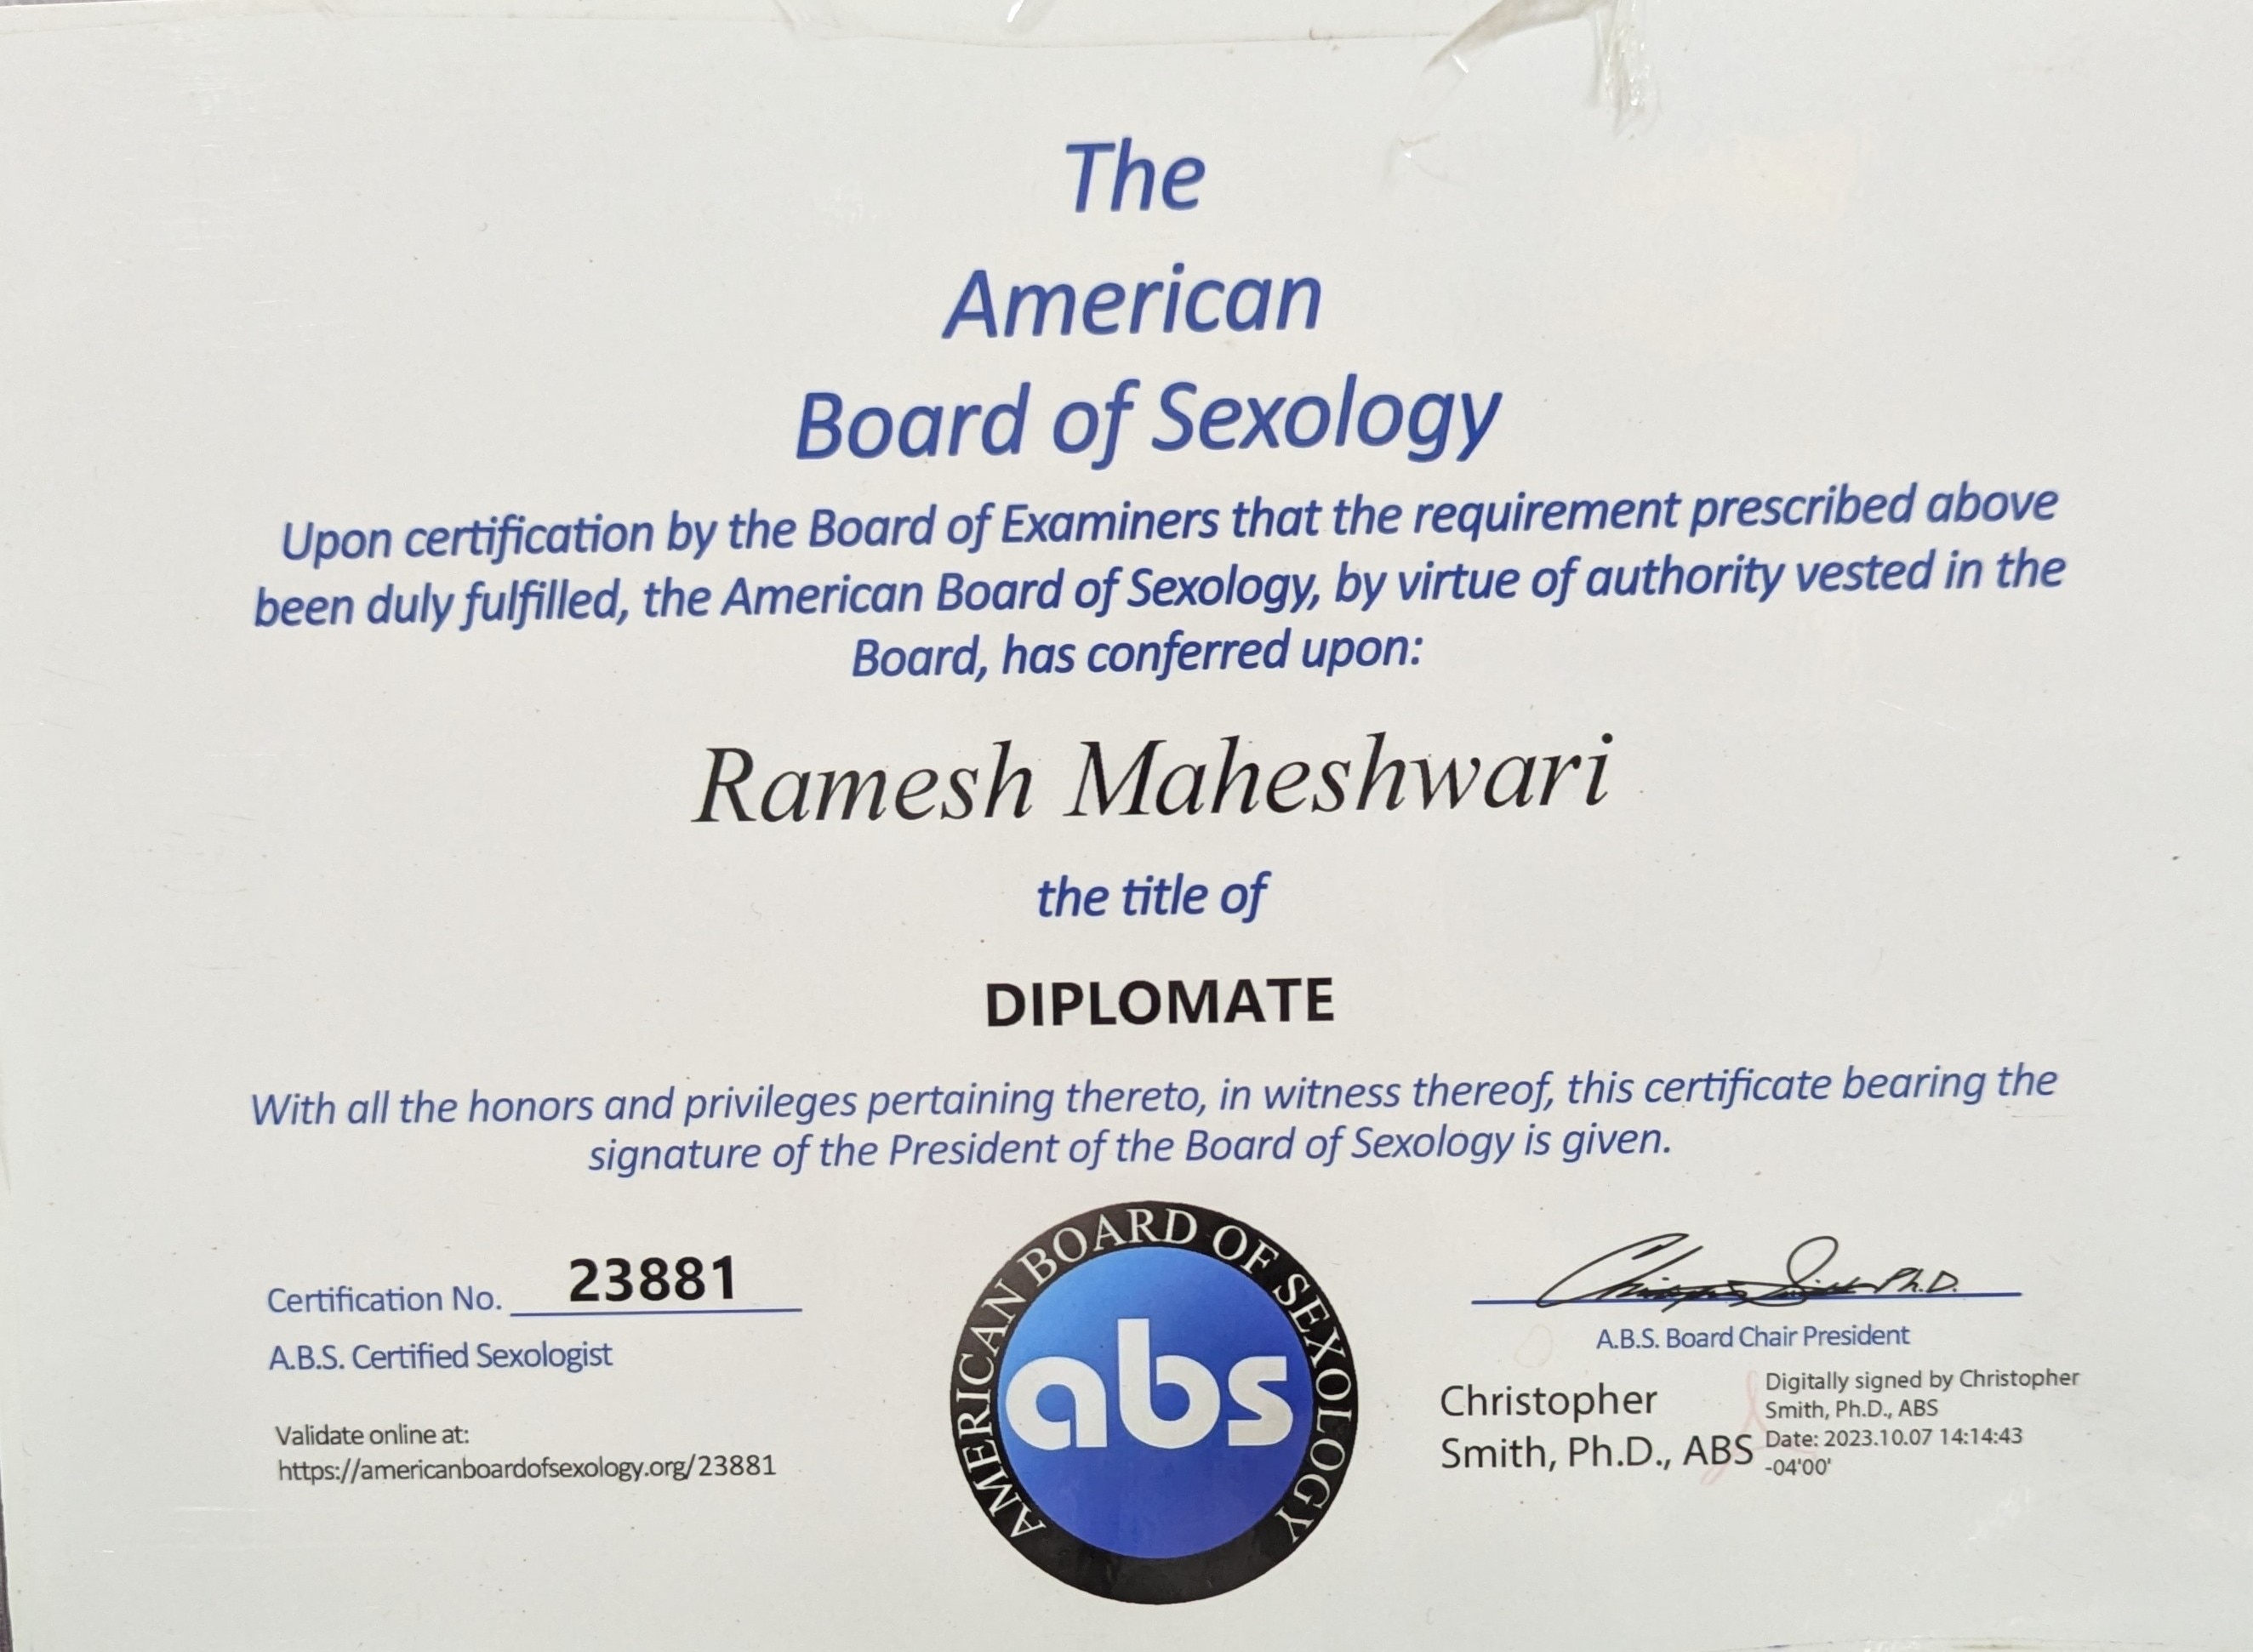 The
American
Board of Sexology
Upon certification by the Board of Examiners that the requirement prescribed above
been duly fulfilled, the American Board of Sexology, by virtue of authority vested in the
Board, has conferred upon:
Ramesh Maheshwari
the title of
DIPLOMATE
With all the honors and privileges pertaining thereto, in witness thereof, this certificate bearing the
signature of the President of the Board of Sexology is given.
Certification No. 23881
A.B.S. Certified Sexologist
Validate online at:
https://americanboardofsexology.org/23881
AMERICAN BOARD OF SEXOLOGY
abs
Christopher Smith Ph.D.
A.B.S. Board Chair President
Christopher
Smith, Ph.D., ABS
Digitally signed by Christopher
Smith, Ph.D., ABS
Date: 2023.10.07 14:14:43
-04'00'